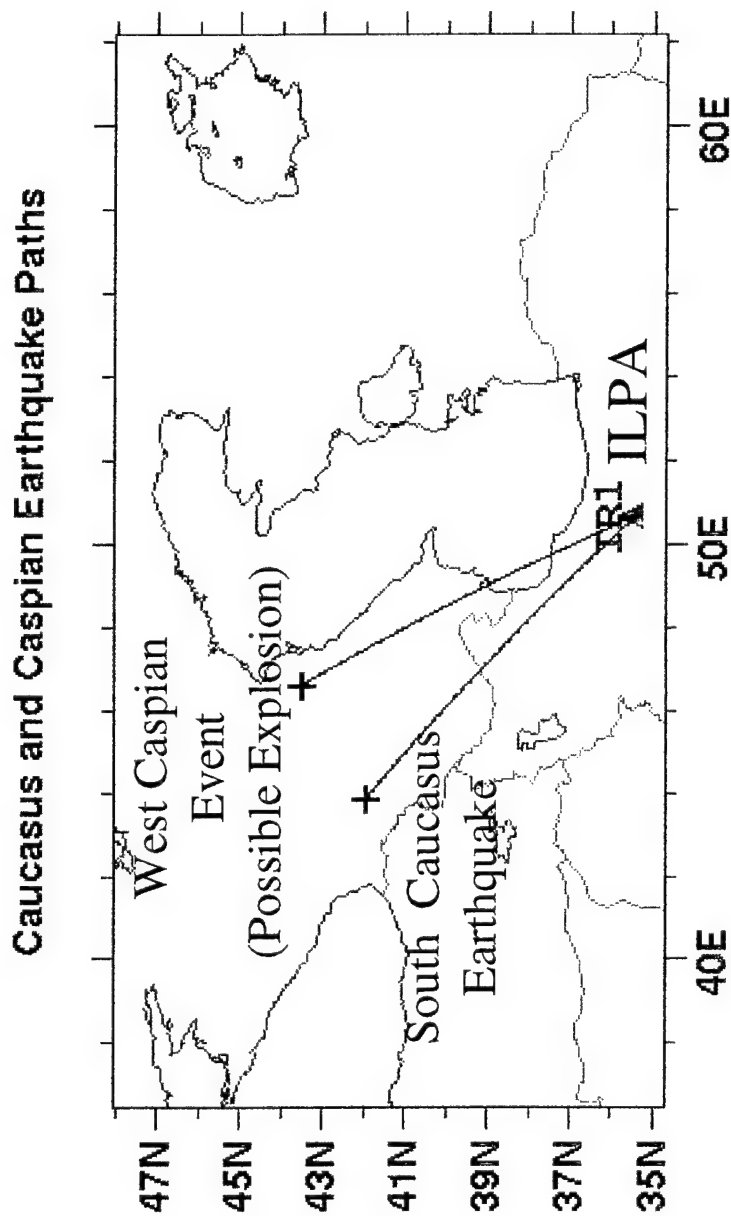 Caucasus and Caspian Earthquake Paths
47N
45N
43N
41N
39N
37N
35N
West Caspian
Event
(Possible Explosion)
South Caucasus
Earthquake
IR1
ILPA
40E
50E
60E